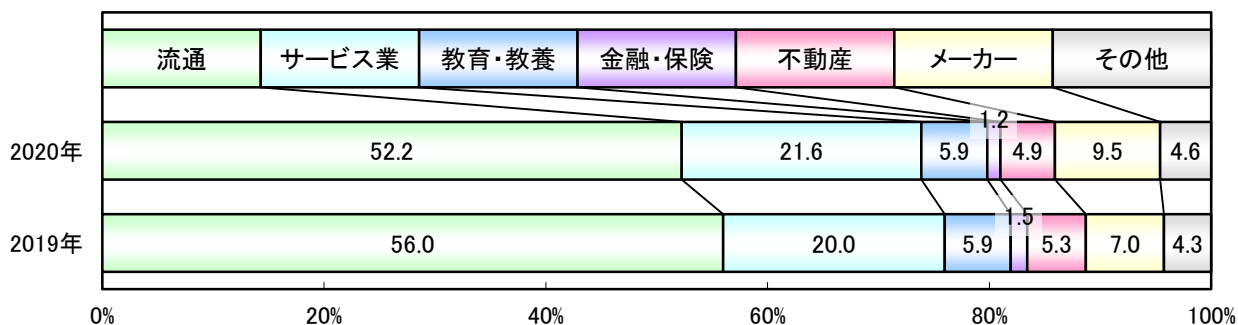 流通 サービス業 教育・教養 金融・保険 不動産 メーカー その他
1.2
2020年 52.2 21.6 5.9 4.9 9.5 4.6
1.5
2019年 56.0 20.0 5.9 5.3 7.0 4.3
0% 20% 40% 60% 80% 100%